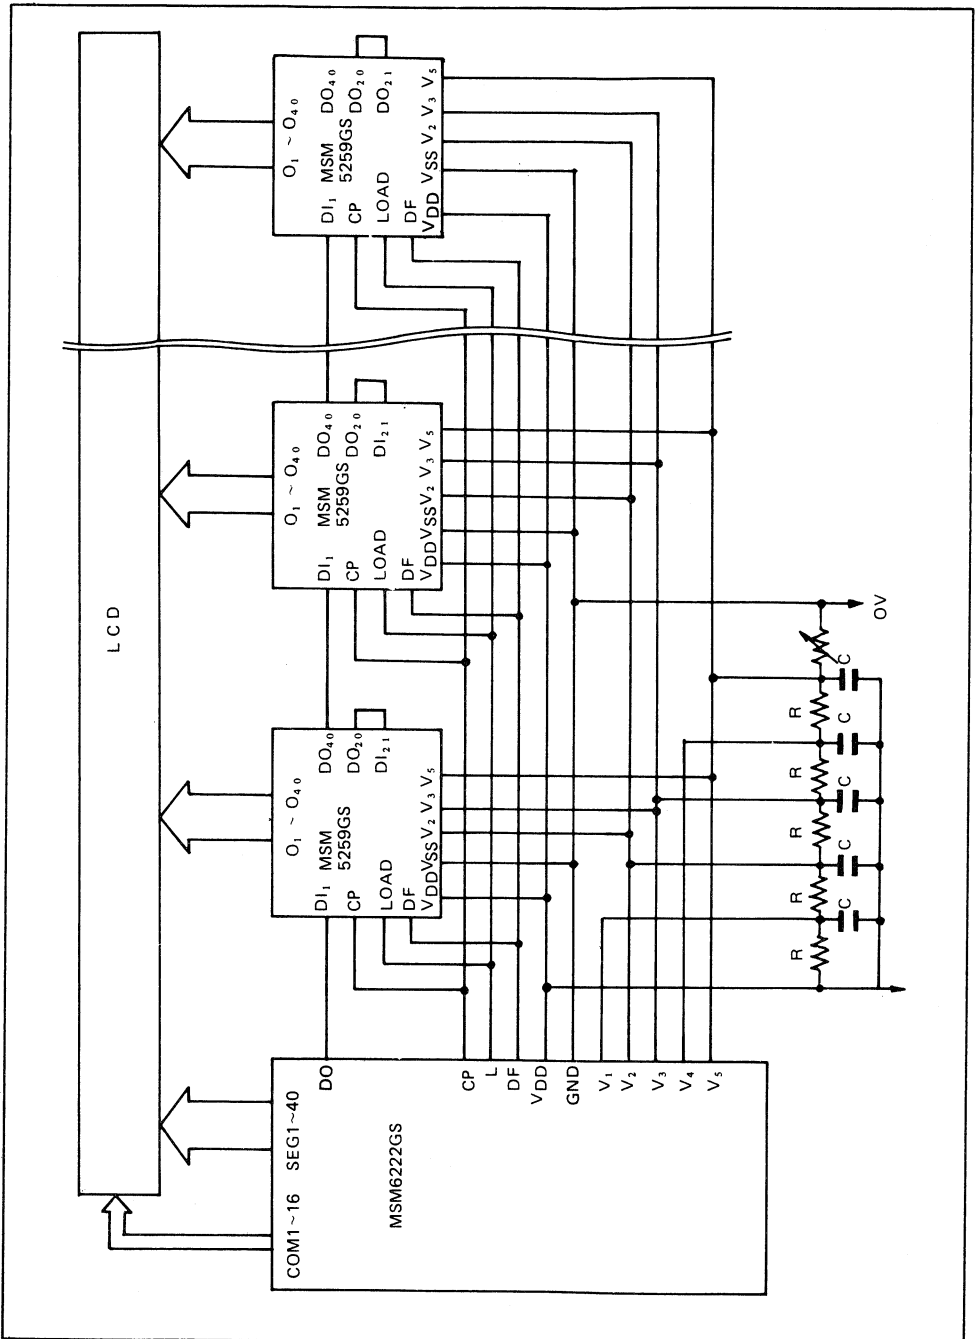 LCD
COM1~16 SEG1~40
DO
MSM6222GS
CP
L
DF
VDD
GND
V₁
V₂
V₃
V₄
V₅
O₁ ~ O₄₀
DI₁ MSM DO₄₀
5259GS
CP DO₂₀
LOAD DI₂₁
DF
VDD VSS V₂ V₃ V₅
O₁ ~ O₄₀
DI₁ MSM DO₄₀
5259GS
CP DO₂₀
LOAD DI₂₁
DF
VDD VSS V₂ V₃ V₅
O₁ ~ O₄₀
DI₁ MSM DO₄₀
5259GS
CP DO₂₀
LOAD DO₂₁
DF
VDD VSS V₂ V₃ V₅
R R R R R
C C C C C
0V